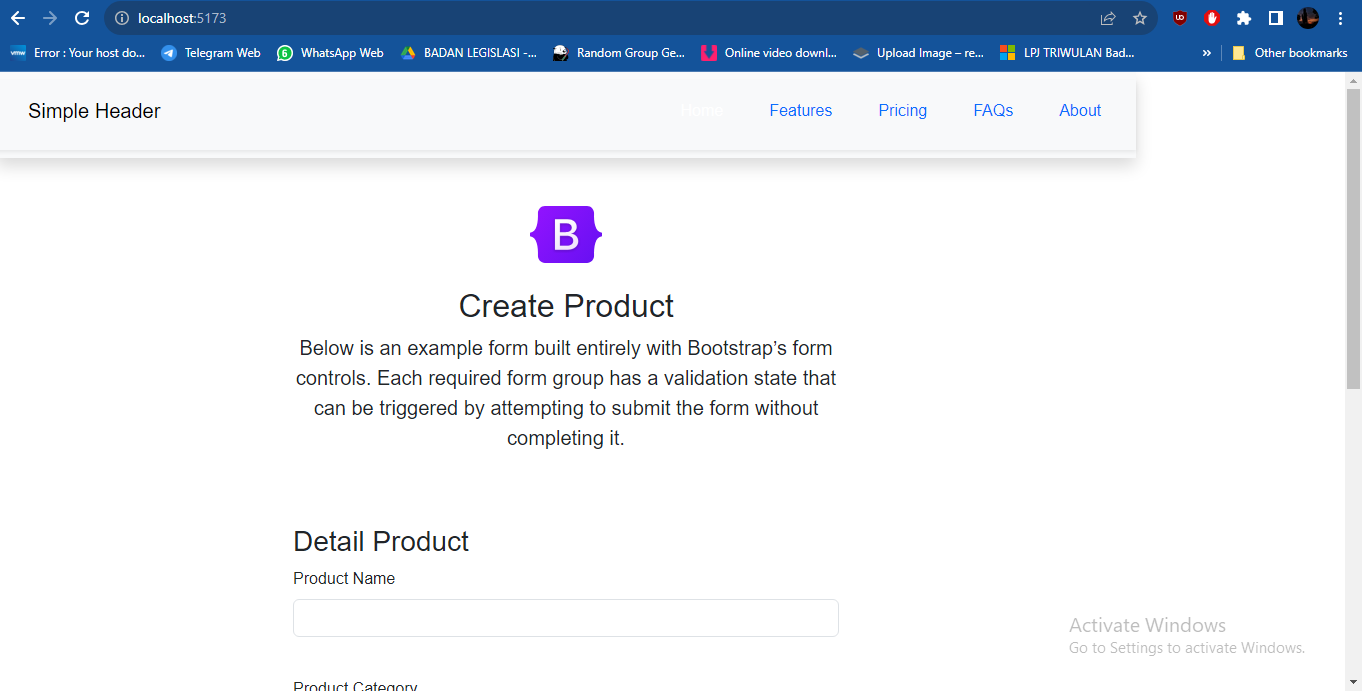 localhost:5173
Error : Your host do...
Telegram Web
WhatsApp Web
BADAN LEGISLASI -...
Random Group Ge...
Online video downl...
Upload Image – re...
LPJ TRIWULAN Bad...
»
Other bookmarks
Simple Header
Home
Features
Pricing
FAQs
About
B
Create Product
Below is an example form built entirely with Bootstrap’s form
controls. Each required form group has a validation state that
can be triggered by attempting to submit the form without
completing it.
Detail Product
Product Name
Activate Windows
Go to Settings to activate Windows.
Product Category